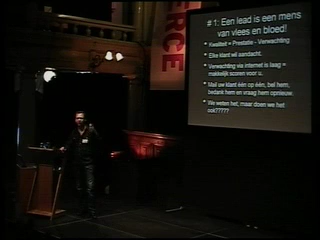 # 1: Een lead is een mens
van vlees en bloed!
Kwaliteit = Prestatie - Verwachting
Elke klant wil aandacht.
Verwachting via internet is laag =
makkelijk scoren voor u.
Mail uw klant één op één, bel hem,
bedank hem en vraag hem opnieuw.
We weten het, maar doen we het
ook?????
ERCE